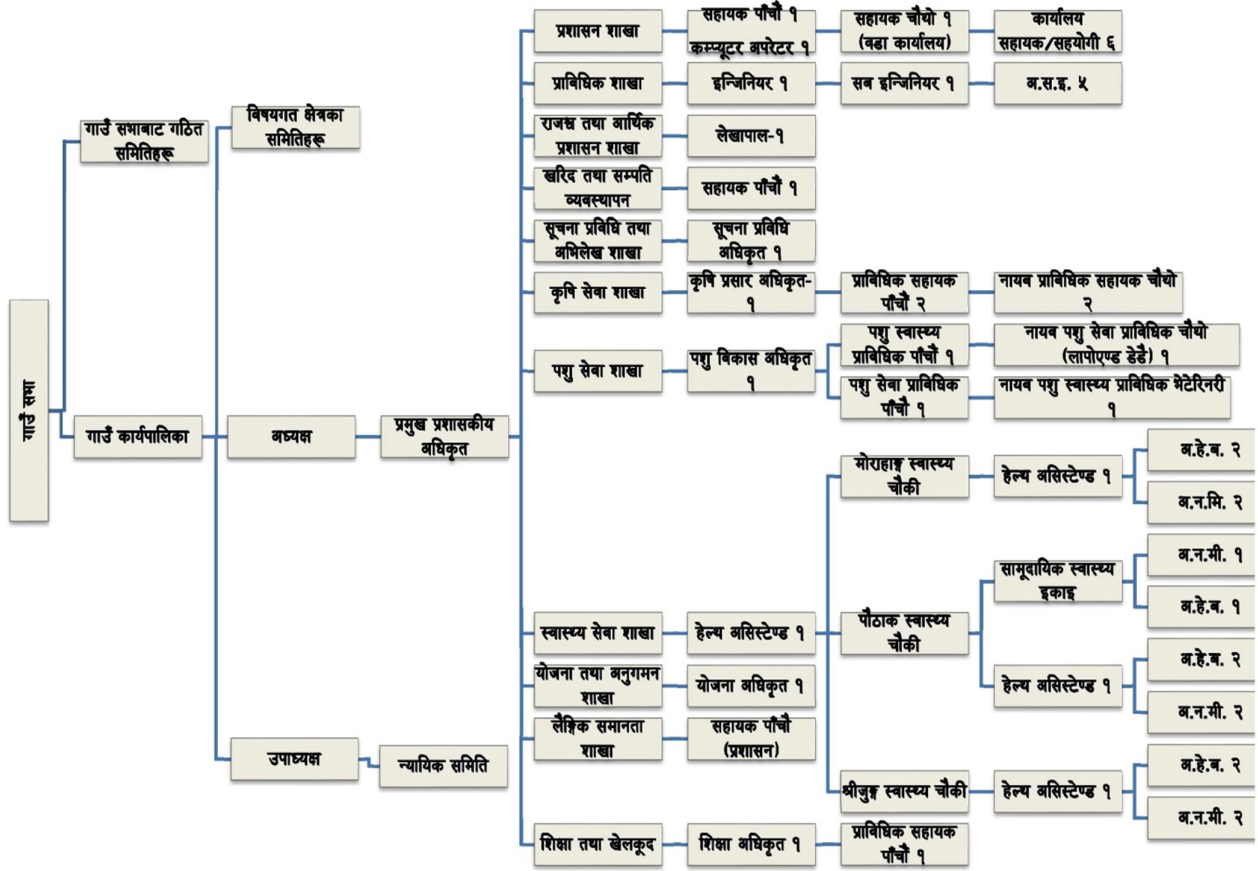 गाउँ सभा
गाउँ सभाबाट गठित
समितिहरू
गाउँ कार्यपालिका
बिषयगत क्षेत्रका
समितिहरू
अध्यक्ष
प्रमुख प्रशासकीय
अधिकृत
उपाध्यक्ष
न्यायिक समिति
प्रशासन शाखा
सहायक पाँचौं १
कम्प्यूटर अपरेटर १
सहायक चौथो १
(वडा कार्यालय)
कार्यालय
सहायक/सहयोगी ६
प्राबिधिक शाखा
इन्जिनियर १
सब इन्जिनियर १
अ.स.इ. ५
राजश्व तथा आर्थिक
प्रशासन शाखा
लेखापाल-१
खरिद तथा सम्पति
व्यवस्थापन
सहायक पाँचौं १
सूचना प्रविधि तथा
अभिलेख शाखा
सूचना प्रविधि
अधिकृत १
कृषि सेवा शाखा
कृषि प्रसार अधिकृत-
१
प्राबिधिक सहायक
पाँचौं २
नायब प्राबिधिक सहायक चौथो
२
पशु सेवा शाखा
पशु बिकास अधिकृत
१
पशु स्वास्थ्य
प्राबिधिक पाँचौं १
नायब पशु सेवा प्राबिधिक चौथो
(लापोएण्ड डेडै) १
पशु सेवा प्राबिधिक
पाँचौ १
नायब पशु स्वास्थ्य प्राबिधिक भेटेरिनरी
१
स्वास्थ्य सेवा शाखा
हेल्थ असिस्टेण्ड १
मोराहाङ्ग स्वास्थ्य
चौकी
हेल्थ असिस्टेण्ड १
अ.हे.ब. २
अ.न.मि. २
पौठाक स्वास्थ्य
चौकी
सामूदायिक स्वास्थ्य
इकाइ
अ.न.मी. १
अ.हे.ब. १
हेल्थ असिस्टेण्ड १
अ.हे.ब. २
अ.न.मी. २
श्रीजुङ्ग स्वास्थ्य चौकी
हेल्थ असिस्टेण्ड १
अ.हे.ब. २
अ.न.मी. २
योजना तथा अनुगमन
शाखा
योजना अधिकृत १
लैङ्गिक समानता
शाखा
सहायक पाँचौ
(प्रशासन)
शिक्षा तथा खेलकूद
शिक्षा अधिकृत १
प्राबिधिक सहायक
पाँचौं १